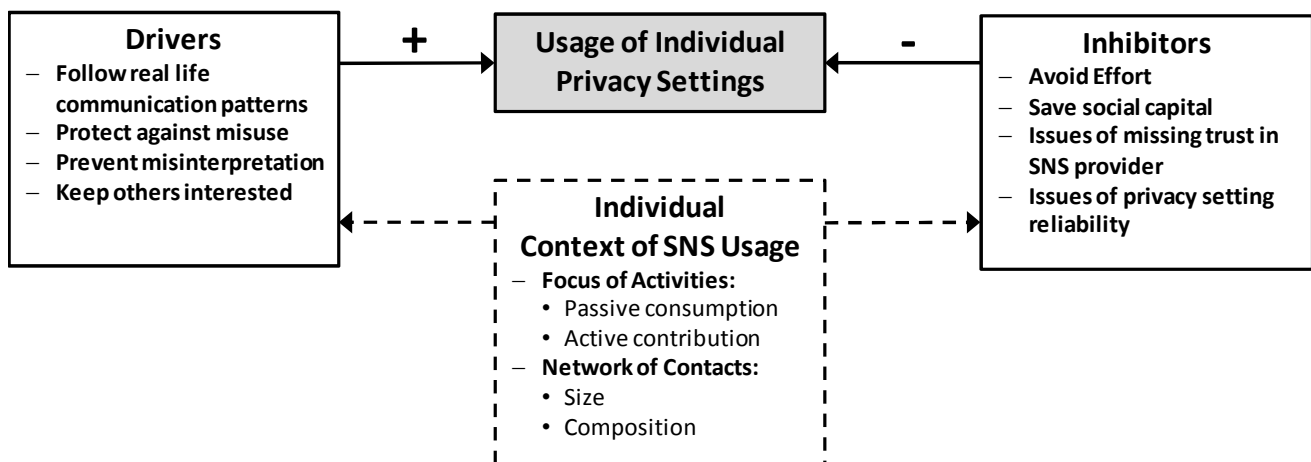 Drivers
– Follow real life
communication patterns
– Protect against misuse
– Prevent misinterpretation
– Keep others interested
+
Usage of Individual
Privacy Settings
-
Inhibitors
– Avoid Effort
– Save social capital
– Issues of missing trust in
SNS provider
– Issues of privacy setting
reliability
Individual
Context of SNS Usage
– Focus of Activities:
• Passive consumption
• Active contribution
– Network of Contacts:
• Size
• Composition